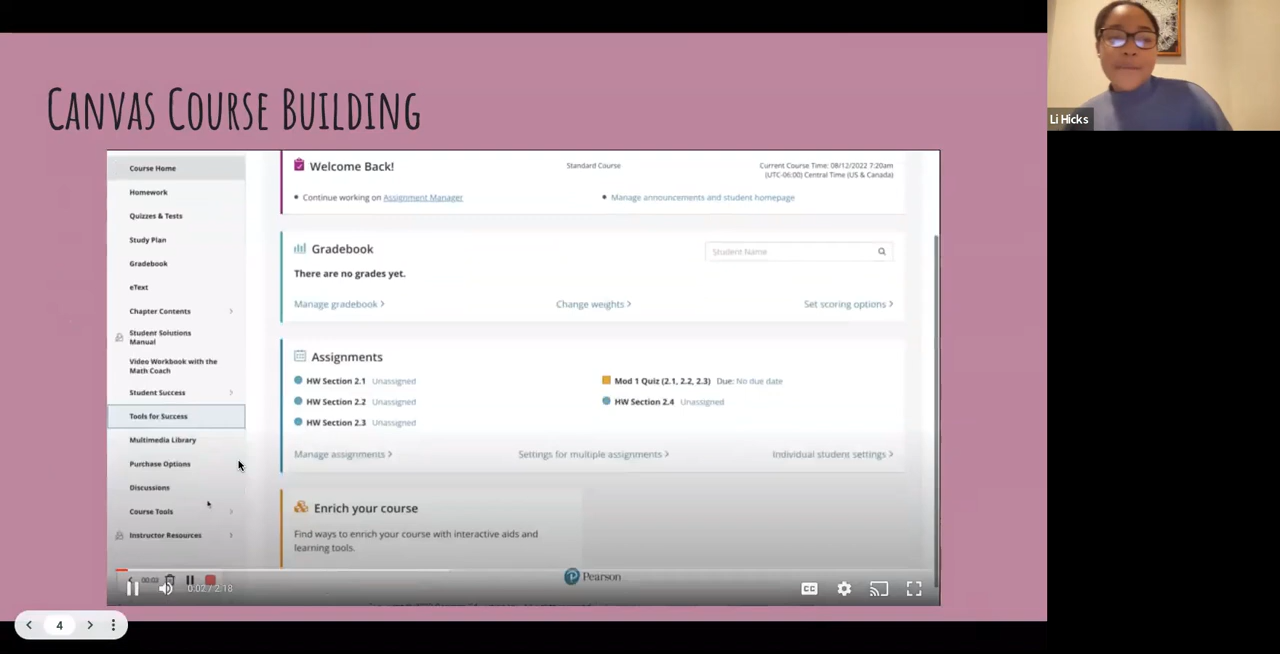 Li Hicks
Canvas Course Building
Course Home
Homework
Quizzes & Tests
Study Plan
Gradebook
eText
Chapter Contents
Student Solutions
Manual
Video Workbook with the
Math Coach
Student Success
Tools for Success
Multimedia Library
Purchase Options
Discussions
Course Tools
Instructor Resources
Welcome Back!
Standard Course
Current Course Time: 08/12/2022 7:20am
(UTC-06:00) Central Time (US & Canada)
Continue working on Assignment Manager
Manage announcements and student homepage
Gradebook
Student Name
There are no grades yet.
Manage gradebook
Change weights
Set scoring options
Assignments
HW Section 2.1 Unassigned
HW Section 2.2 Unassigned
HW Section 2.3 Unassigned
Mod 1 Quiz (2.1, 2.2, 2.3) Due: No due date
HW Section 2.4 Unassigned
Manage assignments
Settings for multiple assignments
Individual student settings
Enrich your course
Find ways to enrich your course with interactive aids and
learning tools.
Pearson
00:03
0:02 / 2:18
CC
4